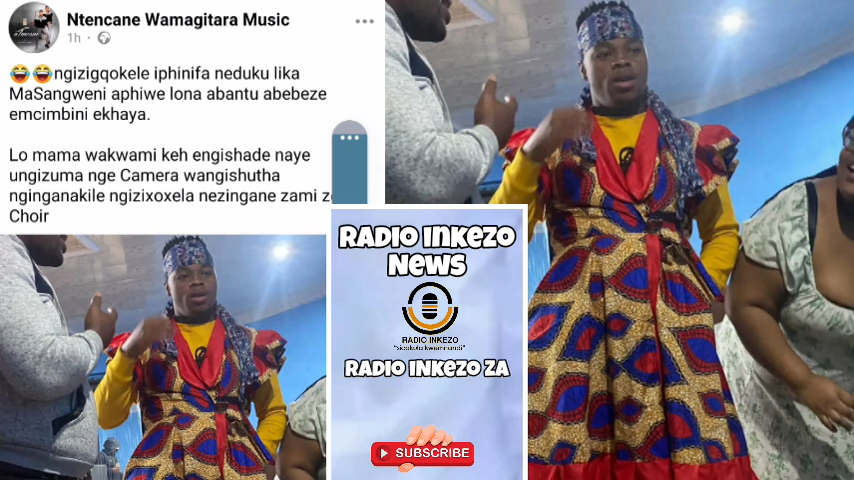 Ntencane Wamagitara Music
1h ·
😂😂ngizigqokele iphinifa neduku lika
MaSangweni aphiwe lona abantu abebeze
emcimbini ekhaya.
Lo mama wakwami keh engishade naye
ungizuma nge Camera wangishutha
nginganakile ngizixoxela nezingane zami
Choir
RADIO INKEZO
NEWS
RADIO INKEZO
RADIO INKEZO ZA
SUBSCRIBE